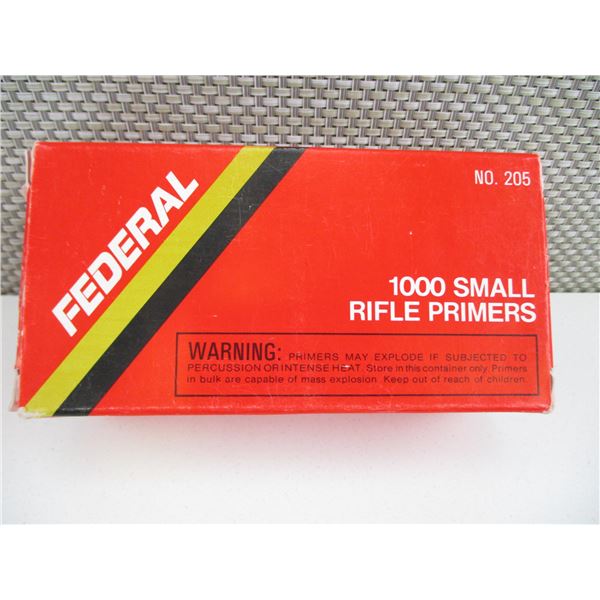 FEDERAL
NO. 205
1000 SMALL
RIFLE PRIMERS
WARNING: PRIMERS MAY EXPLODE IF SUBJECTED TO
PERCUSSION OR INTENSE HEAT. Store in this container only. Primers
in bulk are capable of mass explosion. Keep out of reach of children.